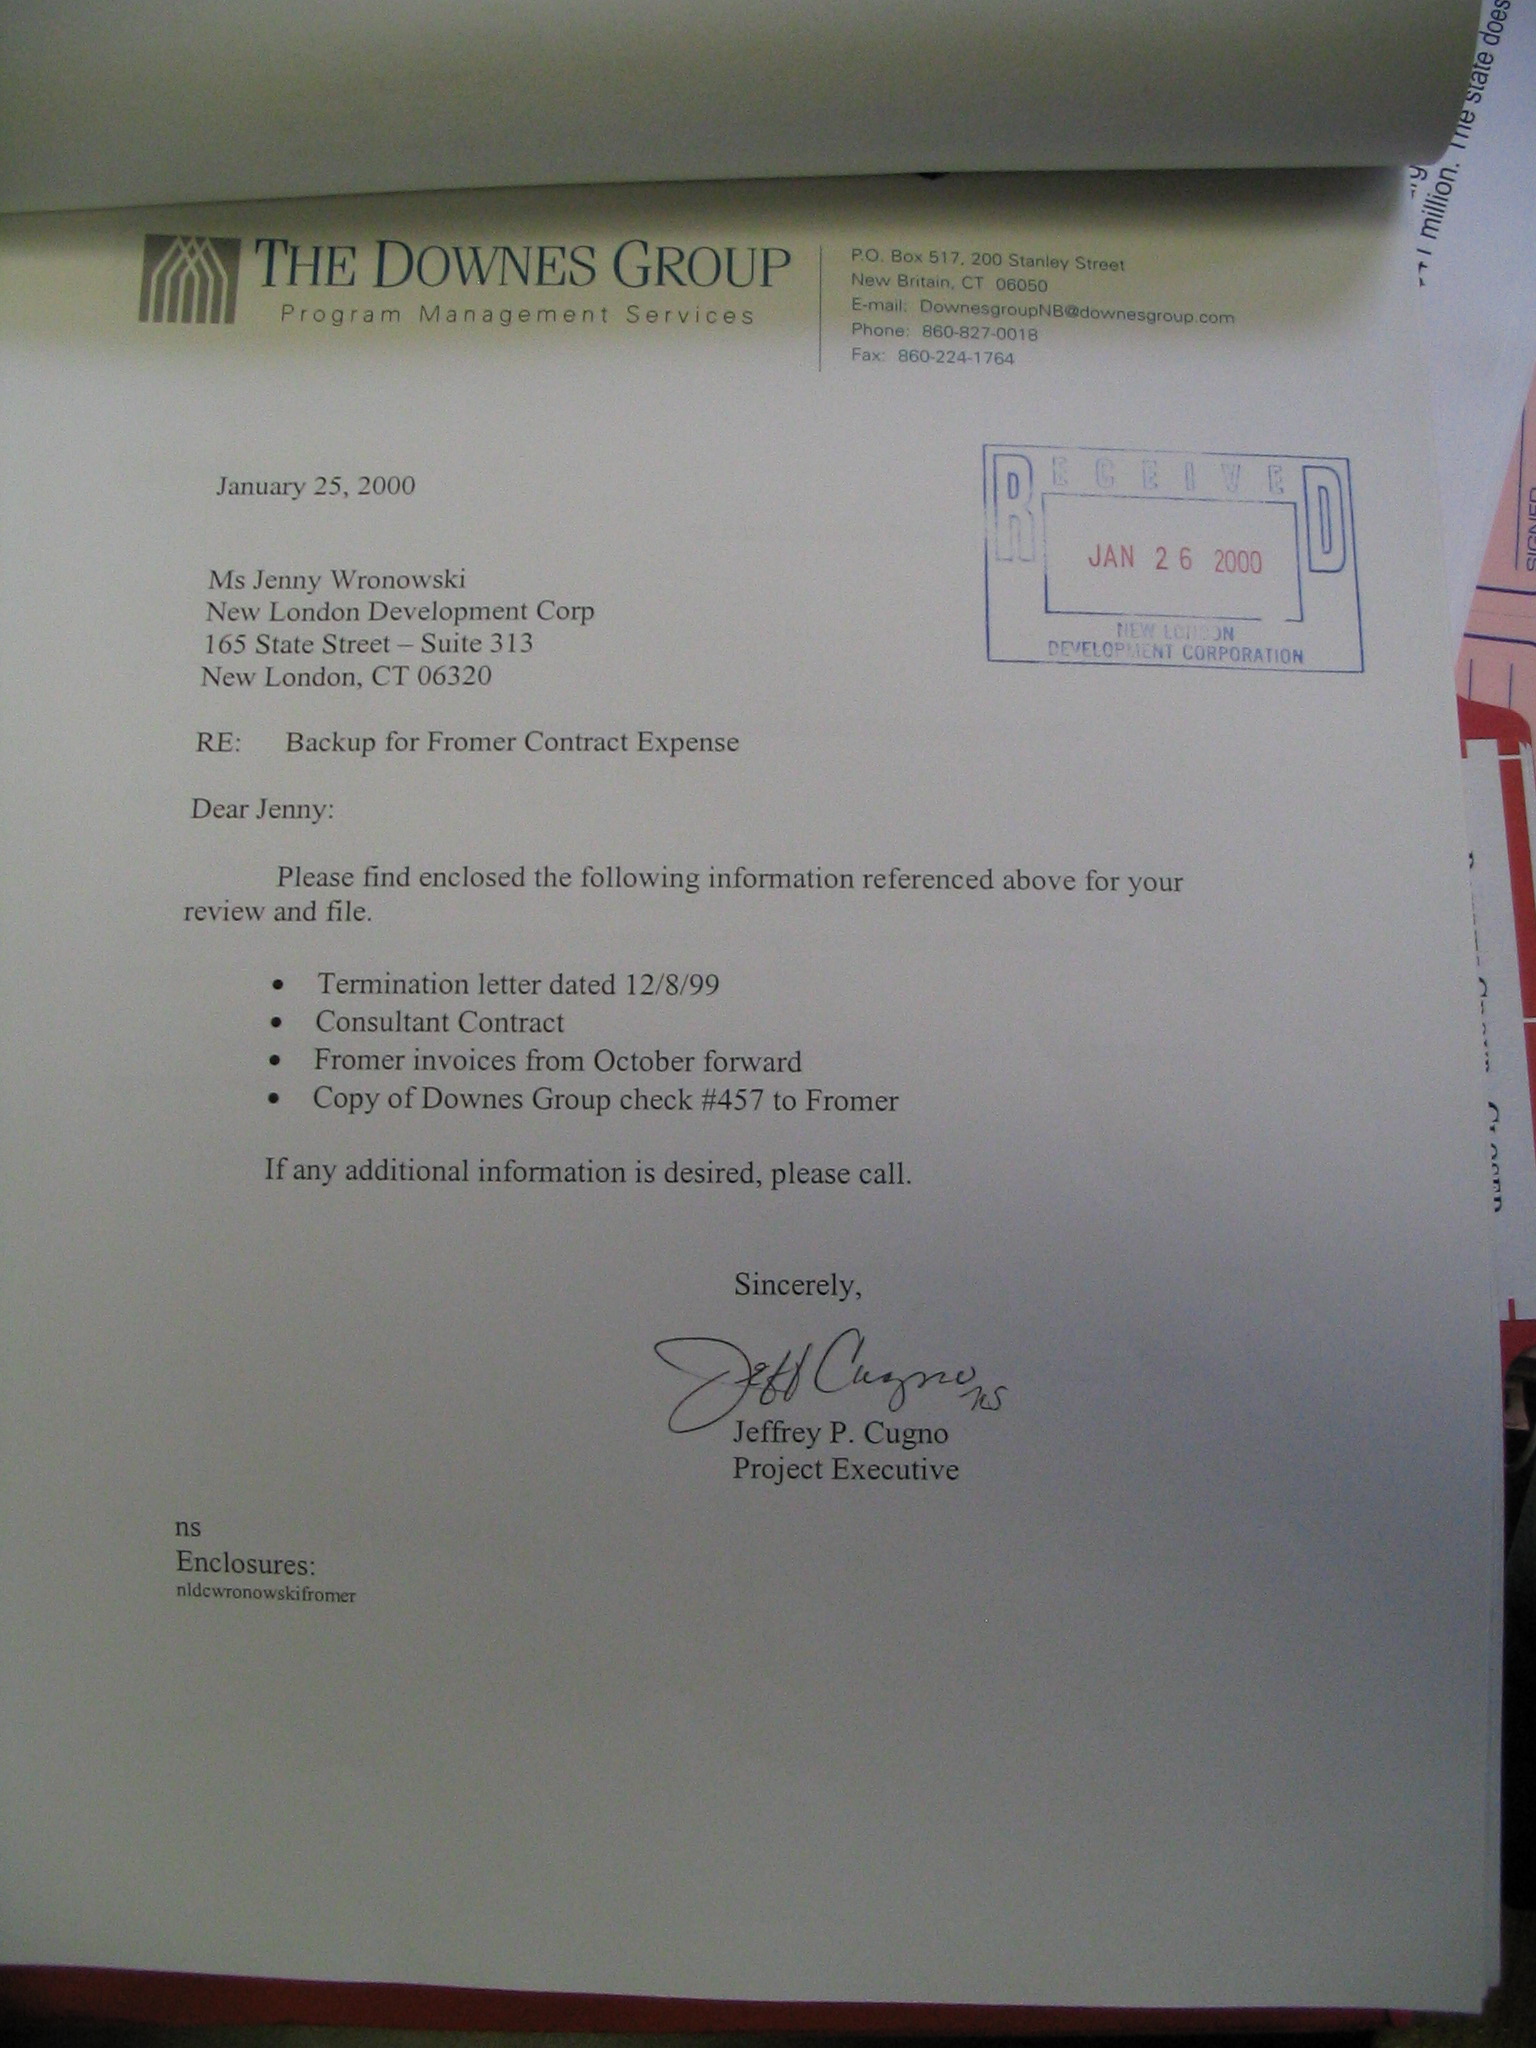 THE DOWNES GROUP
Program Management Services
P.O. Box 517, 200 Stanley Street
New Britain, CT 06050
E-mail: DownesgroupNB@downesgroup.com
Phone: 860-827-0018
Fax: 860-224-1764
January 25, 2000
RECEIVED
JAN 26 2000
NEW LONDON
DEVELOPMENT CORPORATION
Ms Jenny Wronowski
New London Development Corp
165 State Street – Suite 313
New London, CT 06320
RE: Backup for Fromer Contract Expense
Dear Jenny:
Please find enclosed the following information referenced above for your
review and file.
• Termination letter dated 12/8/99
• Consultant Contract
• Fromer invoices from October forward
• Copy of Downes Group check #457 to Fromer
If any additional information is desired, please call.
Sincerely,
Jeff Cugno ns
Jeffrey P. Cugno
Project Executive
ns
Enclosures:
nldcwronowskifromer
million. The state does
SIGNED